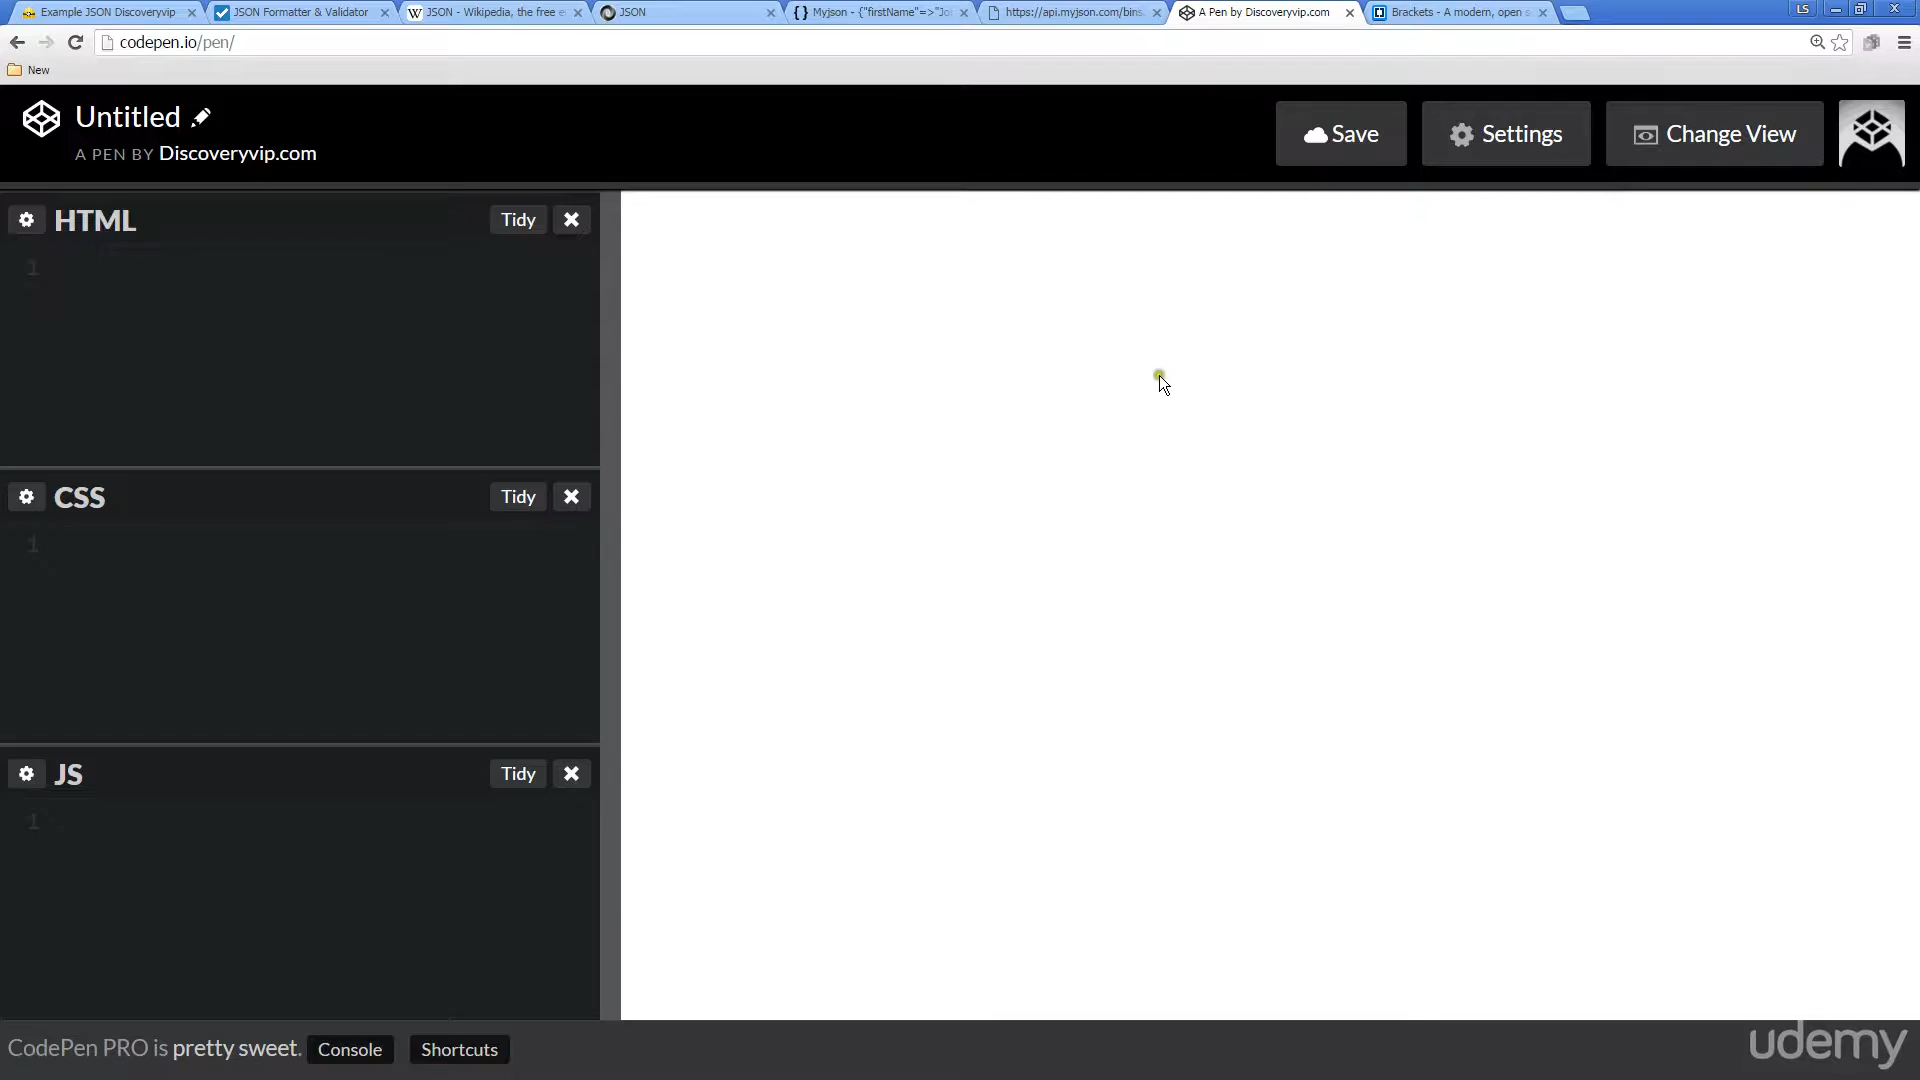 Example JSON Discoveryvip
JSON Formatter & Validator
JSON - Wikipedia, the free e
JSON
Myjson - {"firstName"=>"Jo
https://api.myjson.com/bins
A Pen by Discoveryvip.com
Brackets - A modern, open s
LS
codepen.io/pen/
New
Untitled
A PEN BY Discoveryvip.com
Save
Settings
Change View
HTML
Tidy
1
CSS
Tidy
1
JS
Tidy
1
CodePen PRO is pretty sweet.
Console
Shortcuts
udemy